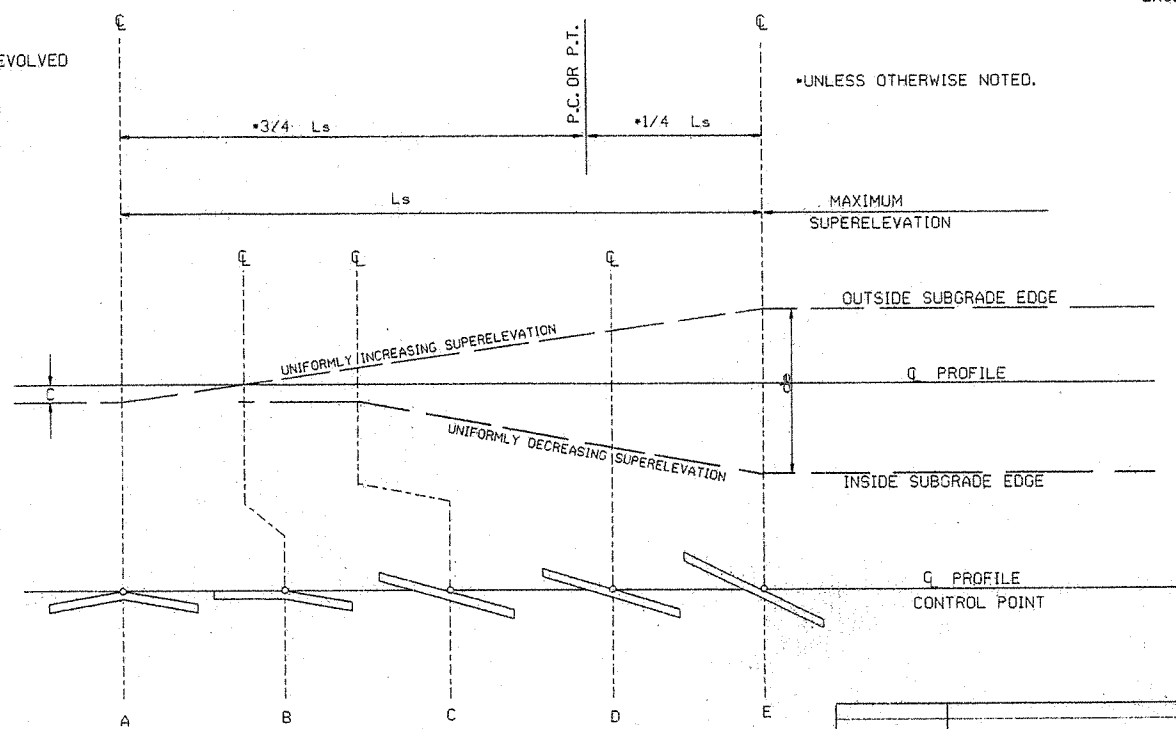 ℄
℄
EVOLVED
P.C. OR P.T.
*UNLESS OTHERWISE NOTED.
*3/4 Ls
*1/4 Ls
Ls
MAXIMUM
SUPERELEVATION
℄
℄
℄
OUTSIDE SUBGRADE EDGE
UNIFORMLY INCREASING SUPERELEVATION
℄ PROFILE
C
UNIFORMLY DECREASING SUPERELEVATION
INSIDE SUBGRADE EDGE
℄ PROFILE
CONTROL POINT
A
B
C
D
E